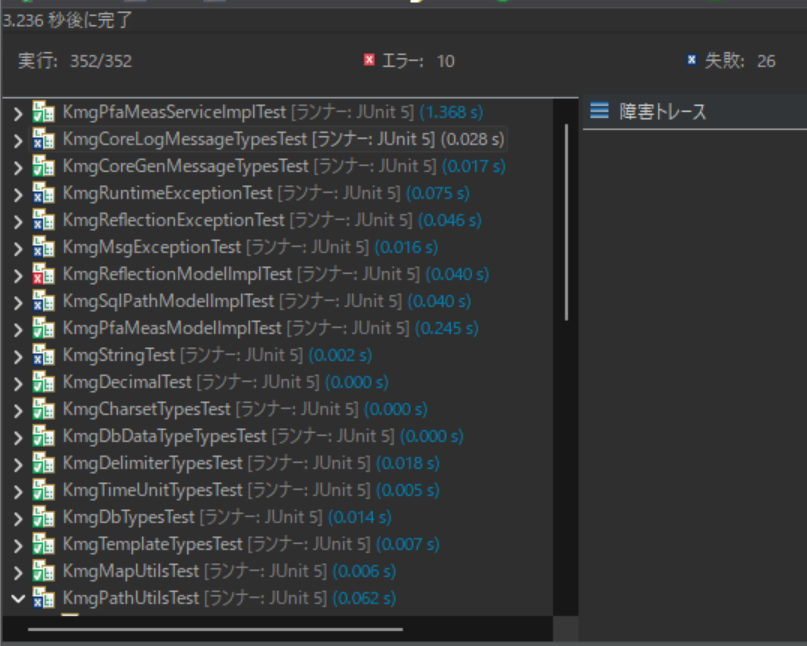 3.236 秒後に完了
実行: 352/352 エラー: 10 失敗: 26
KmgPfaMeasServiceImplTest [ランナー: JUnit 5] (1.368 s)
障害トレース
KmgCoreLogMessageTypesTest [ランナー: JUnit 5] (0.028 s)
KmgCoreGenMessageTypesTest [ランナー: JUnit 5] (0.017 s)
KmgRuntimeExceptionTest [ランナー: JUnit 5] (0.075 s)
KmgReflectionExceptionTest [ランナー: JUnit 5] (0.046 s)
KmgMsgExceptionTest [ランナー: JUnit 5] (0.016 s)
KmgReflectionModelImplTest [ランナー: JUnit 5] (0.040 s)
KmgSqlPathModelImplTest [ランナー: JUnit 5] (0.040 s)
KmgPfaMeasModelImplTest [ランナー: JUnit 5] (0.245 s)
KmgStringTest [ランナー: JUnit 5] (0.002 s)
KmgDecimalTest [ランナー: JUnit 5] (0.000 s)
KmgCharsetTypesTest [ランナー: JUnit 5] (0.000 s)
KmgDbDataTypeTypesTest [ランナー: JUnit 5] (0.000 s)
KmgDelimiterTypesTest [ランナー: JUnit 5] (0.018 s)
KmgTimeUnitTypesTest [ランナー: JUnit 5] (0.005 s)
KmgDbTypesTest [ランナー: JUnit 5] (0.014 s)
KmgTemplateTypesTest [ランナー: JUnit 5] (0.007 s)
KmgMapUtilsTest [ランナー: JUnit 5] (0.006 s)
KmgPathUtilsTest [ランナー: JUnit 5] (0.062 s)